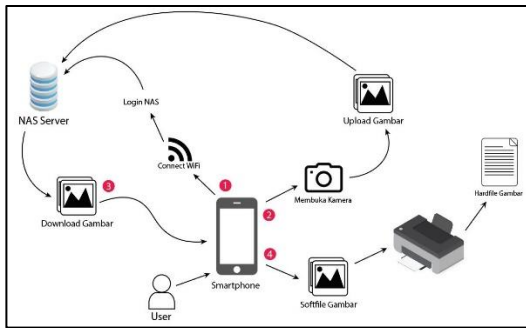 NAS Server
Login NAS
Connect WiFi
Upload Gambar
Membuka Kamera
Hardfile Gambar
1
2
3
Download Gambar
4
Smartphone
Softfile Gambar
User